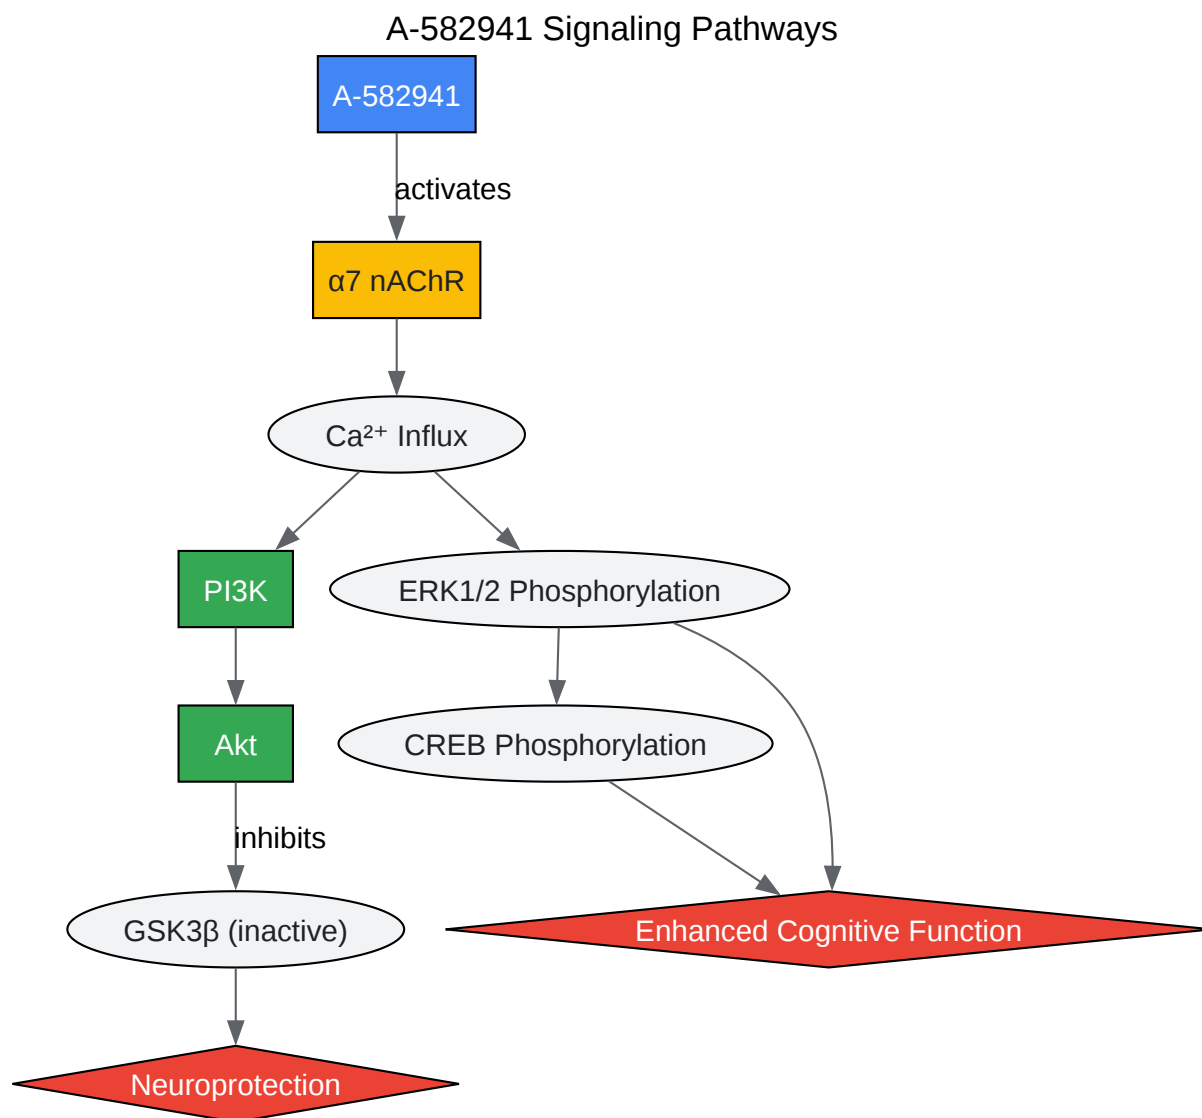 A-582941 Signaling Pathways
A-582941
activates
α7 nAChR
Ca²⁺ Influx
PI3K
ERK1/2 Phosphorylation
Akt
CREB Phosphorylation
inhibits
GSK3β (inactive)
Enhanced Cognitive Function
Neuroprotection